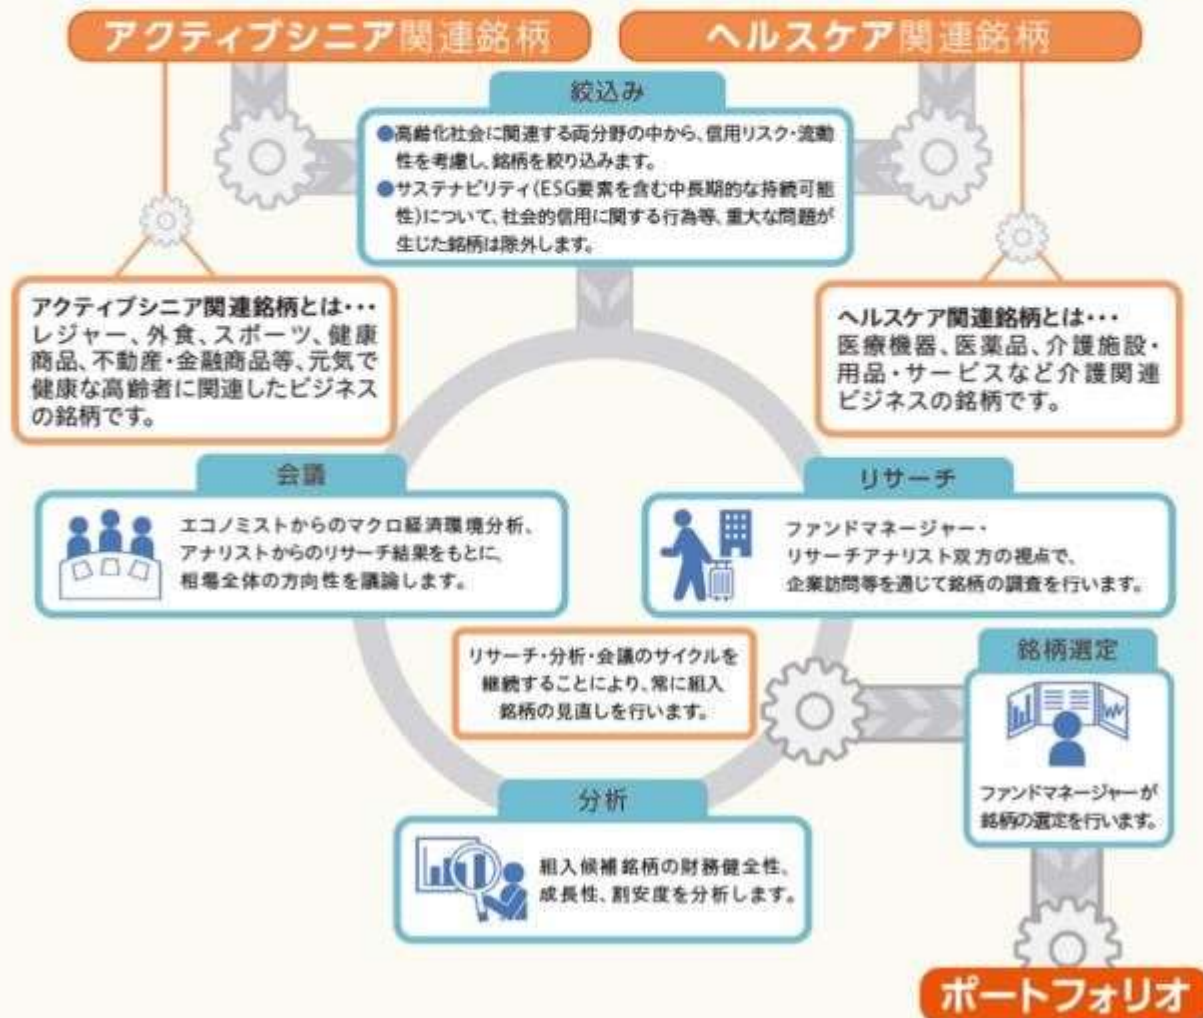 アクティブシニア関連銘柄
ヘルスケア関連銘柄
絞込み
●高齢化社会に関連する両分野の中から、信用リスク・流動
性を考慮し、銘柄を絞り込みます。
●サステナビリティ(ESG要素を含む中長期的な持続可能
性)について、社会的信用に関する行為等、重大な問題が
生じた銘柄は除外します。
アクティブシニア関連銘柄とは・・・
レジャー、外食、スポーツ、健康
商品、不動産・金融商品等、元気で
健康な高齢者に関連したビジネス
の銘柄です。
ヘルスケア関連銘柄とは・・・
医療機器、医薬品、介護施設・
用品・サービスなど介護関連
ビジネスの銘柄です。
会議
エコノミストからのマクロ経済環境分析、
アナリストからのリサーチ結果をもとに、
相場全体の方向性を議論します。
リサーチ
ファンドマネージャー・
リサーチアナリスト双方の視点で、
企業訪問等を通じて銘柄の調査を行います。
リサーチ・分析・会議のサイクルを
継続することにより、常に組入
銘柄の見直しを行います。
銘柄選定
ファンドマネージャーが
銘柄の選定を行います。
分析
組入候補銘柄の財務健全性、
成長性、割安度を分析します。
ポートフォリオ